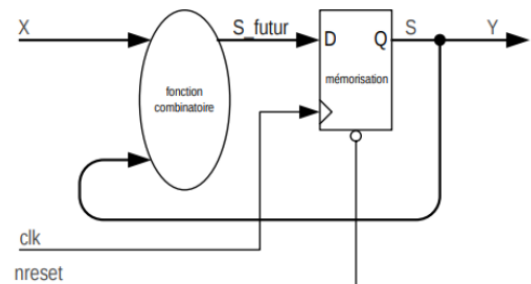 X
S_futur
D
Q
S
Y
mémorisation
fonction
combinatoire
clk
nreset